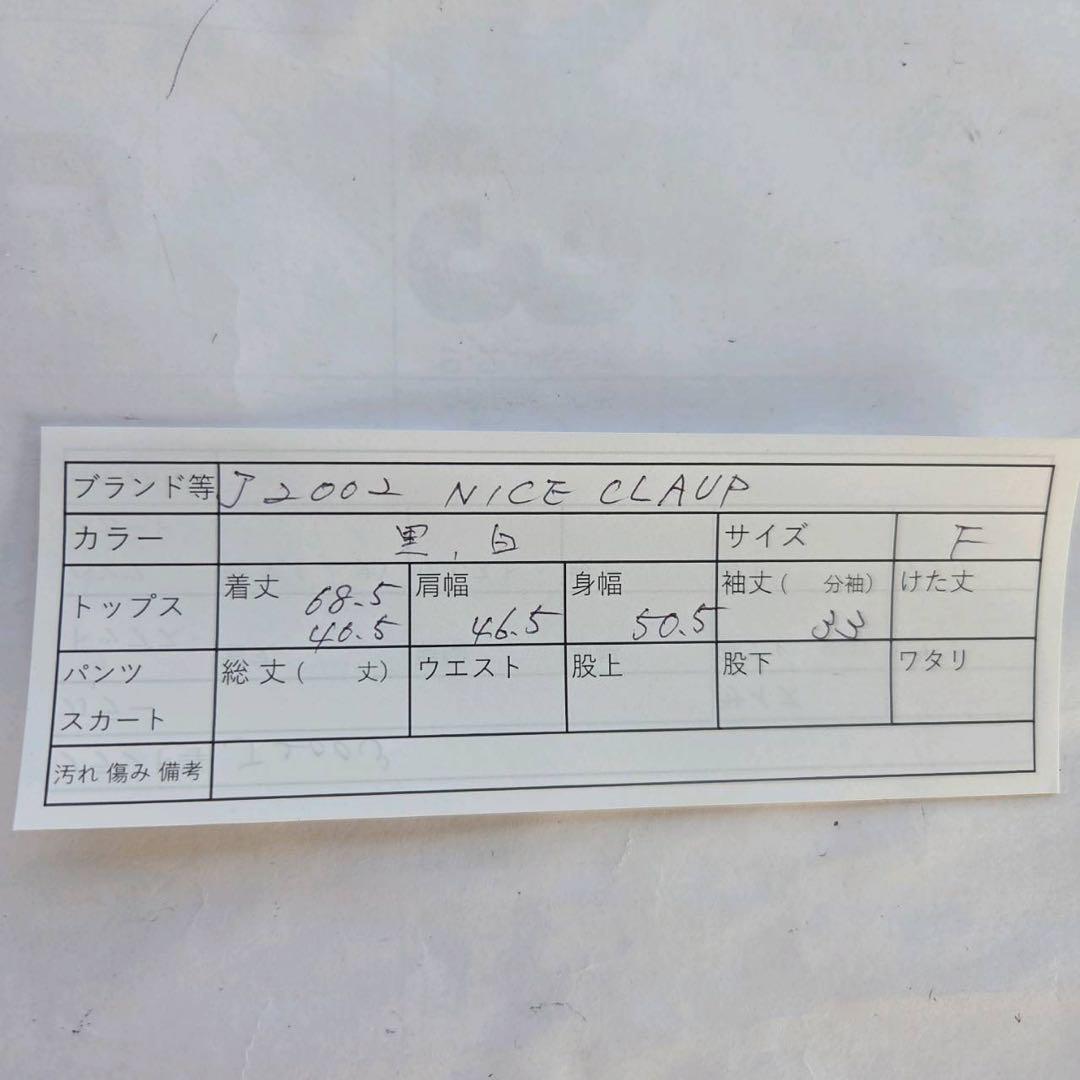 ブランド等 J2002 NICE CLAUP
カラー 黒、白 サイズ F
トップス 着丈 68.5 40.5 肩幅 46.5 身幅 50.5 袖丈( 分袖) 33 けた丈
パンツ スカート 総丈( 丈) ウエスト 股上 股下 ワタリ
汚れ 傷み 備考